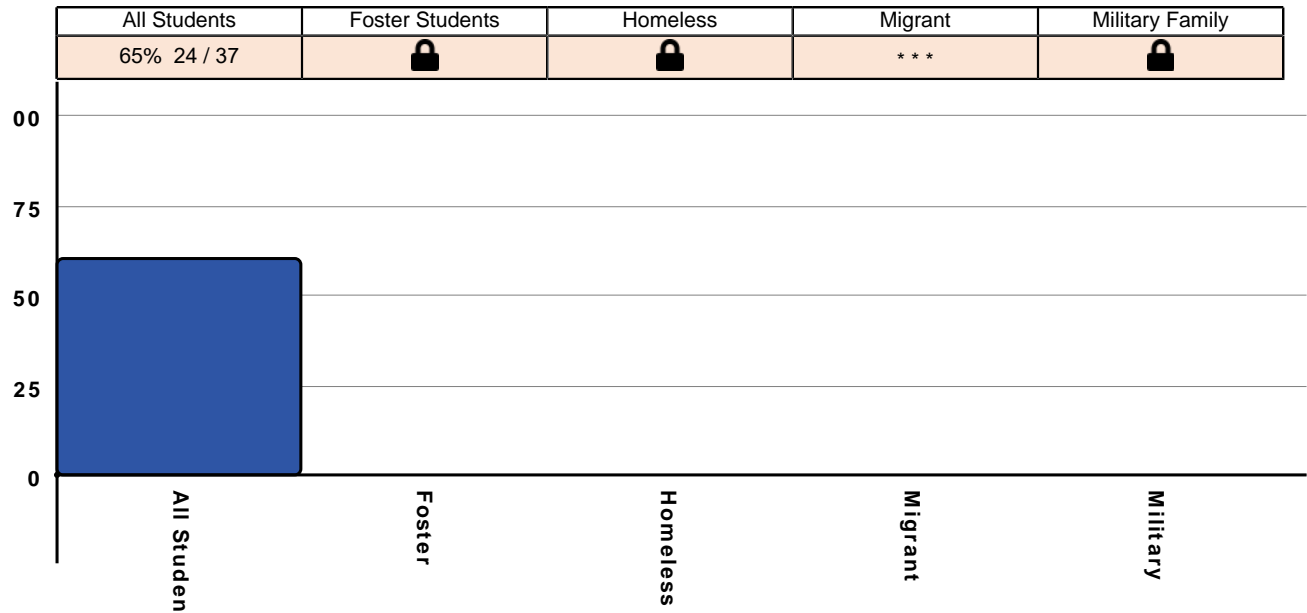 All Students Foster Students Homeless Migrant Military Family
65% 24 / 37 * * *
00
75
50
25
0
All Studen
Foster
Homeless
Migrant
Military